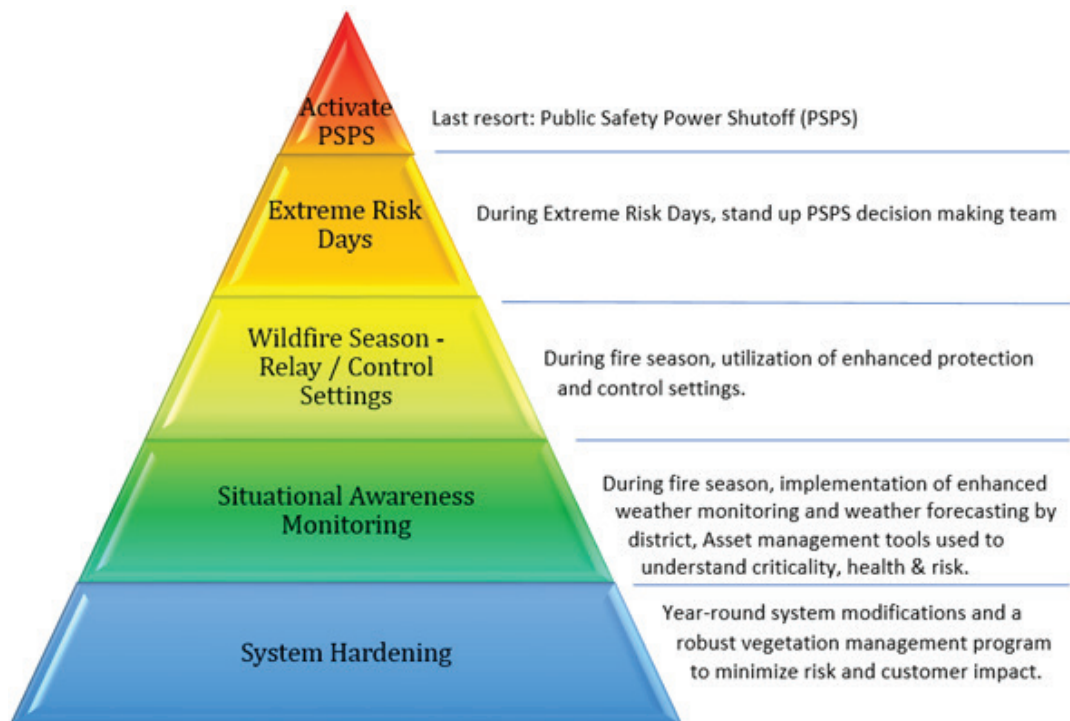 Activate
PSPS
Last resort: Public Safety Power Shutoff (PSPS)
Extreme Risk
Days
During Extreme Risk Days, stand up PSPS decision making team
Wildfire Season -
Relay / Control
Settings
During fire season, utilization of enhanced protection
and control settings.
Situational Awareness
Monitoring
During fire season, implementation of enhanced
weather monitoring and weather forecasting by
district, Asset management tools used to
understand criticality, health & risk.
System Hardening
Year-round system modifications and a
robust vegetation management program
to minimize risk and customer impact.